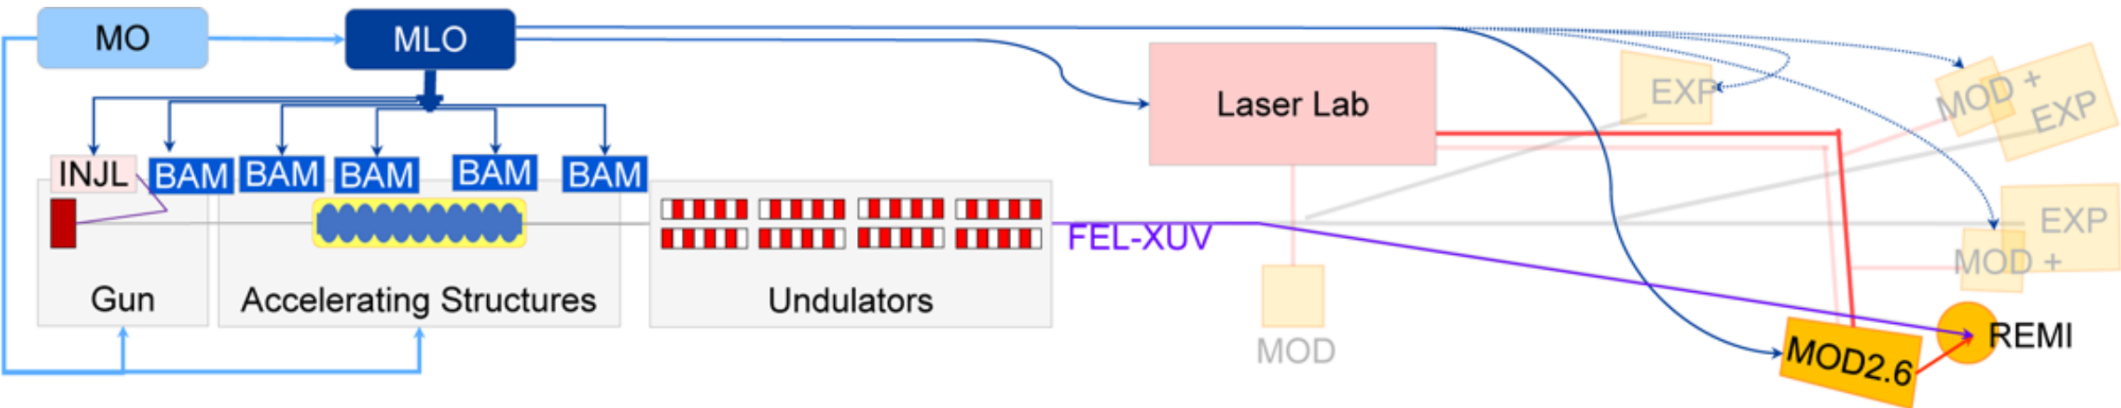 MO
MLO
Laser Lab
EXP
MOD +
EXP
INJL
BAM
BAM
BAM
BAM
BAM
FEL-XUV
EXP
MOD +
Gun
Accelerating Structures
Undulators
MOD
MOD2.6
REMI